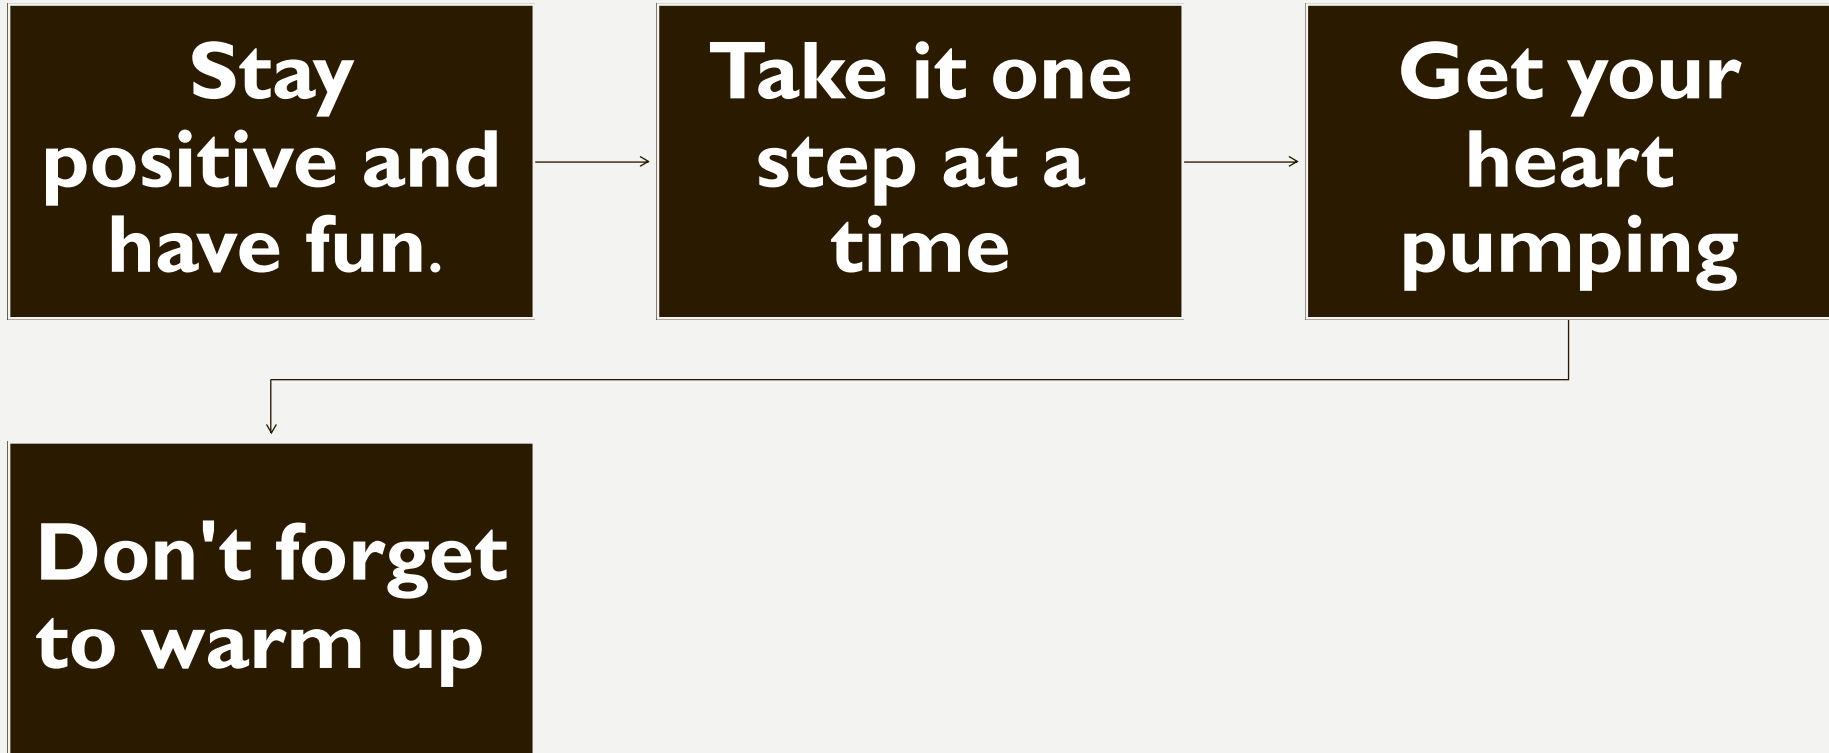 Stay
positive and
have fun.
Take it one
step at a
time
Get your
heart
pumping
Don't forget
to warm up